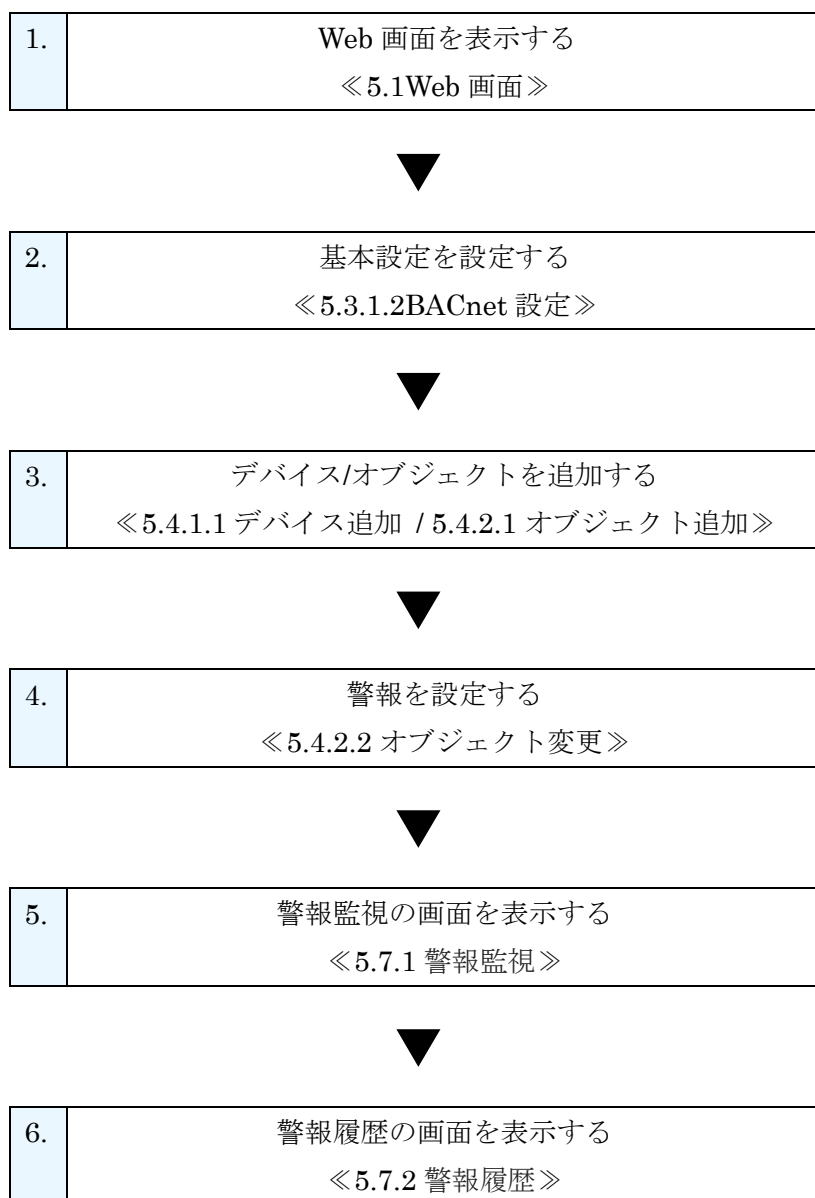 1. Web 画面を表示する
≪5.1Web 画面≫
2. 基本設定を設定する
≪5.3.1.2BACnet 設定≫
3. デバイス/オブジェクトを追加する
≪5.4.1.1 デバイス追加 / 5.4.2.1 オブジェクト追加≫
4. 警報を設定する
≪5.4.2.2 オブジェクト変更≫
5. 警報監視の画面を表示する
≪5.7.1 警報監視≫
6. 警報履歴の画面を表示する
≪5.7.2 警報履歴≫